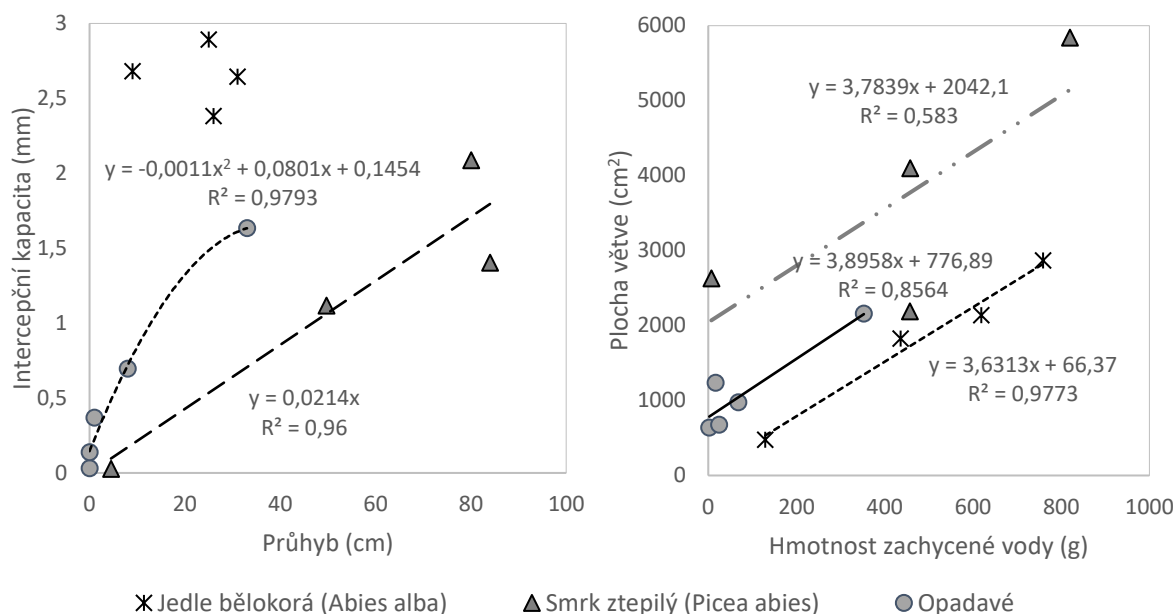 3
2,5
2
1,5
1
0,5
0
Intercepční kapacita (mm)
y = -0,0011x² + 0,0801x + 0,1454
R² = 0,9793
y = 0,0214x
R² = 0,96
0 20 40 60 80 100
Průhyb (cm)
6000
5000
4000
3000
2000
1000
0
Plocha větve (cm²)
y = 3,7839x + 2042,1
R² = 0,583
y = 3,8958x + 776,89
R² = 0,8564
y = 3,6313x + 66,37
R² = 0,9773
0 200 400 600 800 1000
Hmotnost zachycené vody (g)
Jedle bělokorá (Abies alba) Smrk ztepilý (Picea abies) Opadavé